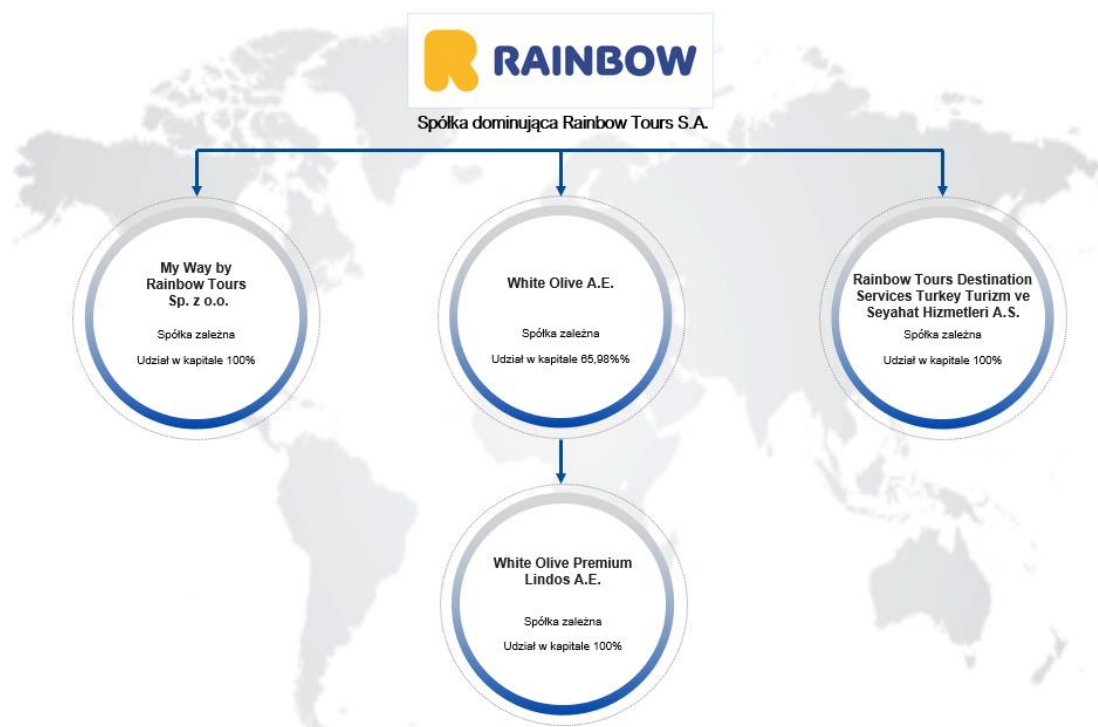 RAINBOW
Spółka dominująca Rainbow Tours S.A.
My Way by
Rainbow Tours
Sp. z o.o.
Spółka zależna
Udział w kapitale 100%
White Olive A.E.
Spółka zależna
Udział w kapitale 65,98%%
Rainbow Tours Destination
Services Turkey Turizm ve
Seyahat Hizmetleri A.S.
Spółka zależna
Udział w kapitale 100%
White Olive Premium
Lindos A.E.
Spółka zależna
Udział w kapitale 100%